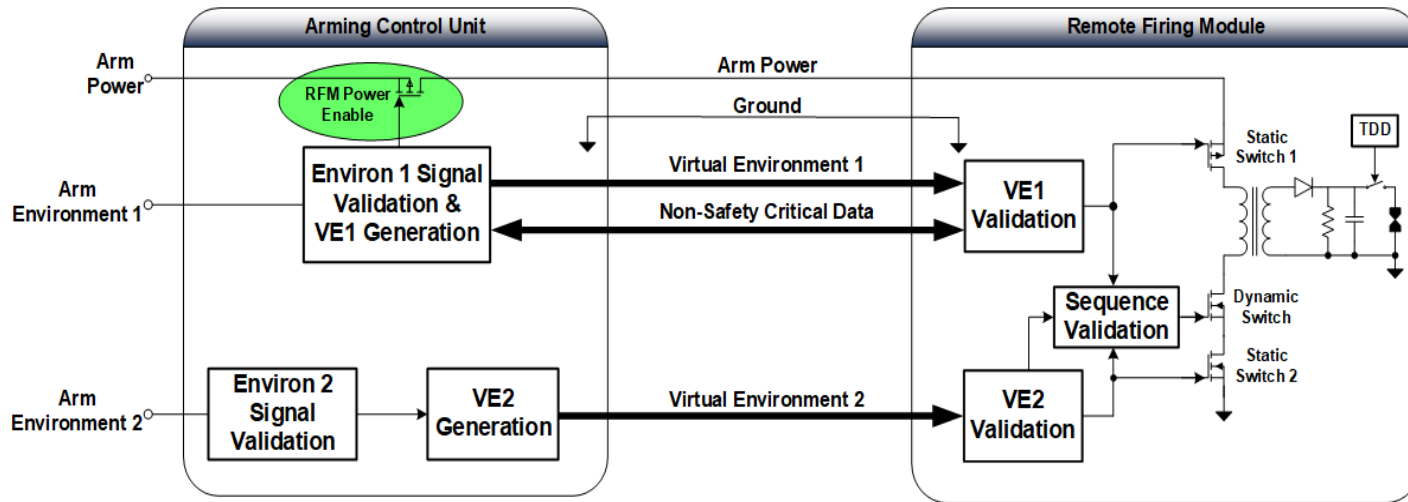 Arming Control Unit
Remote Firing Module
Arm
Power
RFM Power
Enable
Arm Power
Ground
Static
Switch 1
TDD
Arm
Environment 1
Environ 1 Signal
Validation &
VE1 Generation
Virtual Environment 1
Non-Safety Critical Data
VE1
Validation
Sequence
Validation
Dynamic
Switch
Static
Switch 2
Arm
Environment 2
Environ 2
Signal
Validation
VE2
Generation
Virtual Environment 2
VE2
Validation